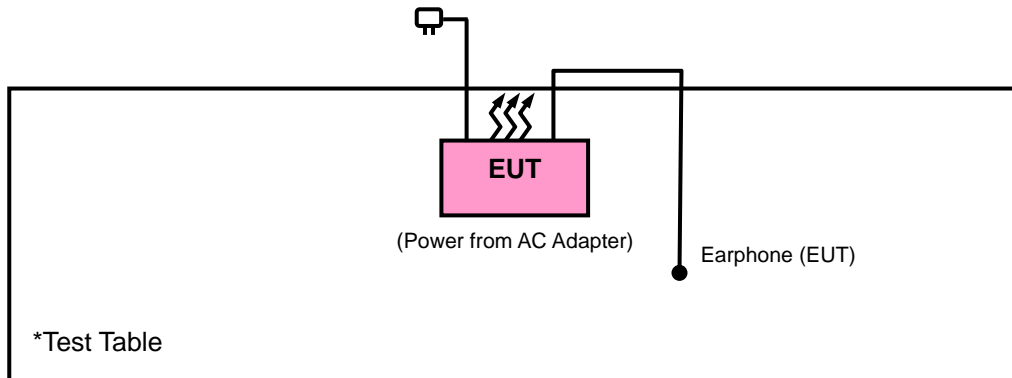 EUT
(Power from AC Adapter)
Earphone (EUT)
*Test Table